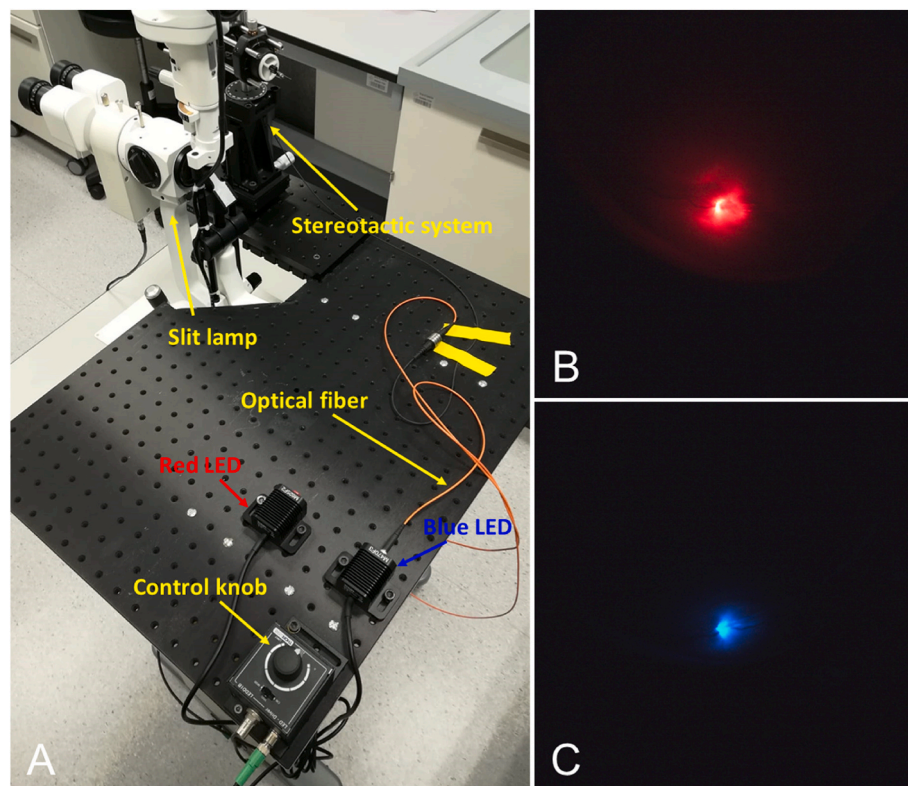 Stereotactic system
Slit lamp
Optical fiber
Red LED
Blue LED
Control knob
A
B
C